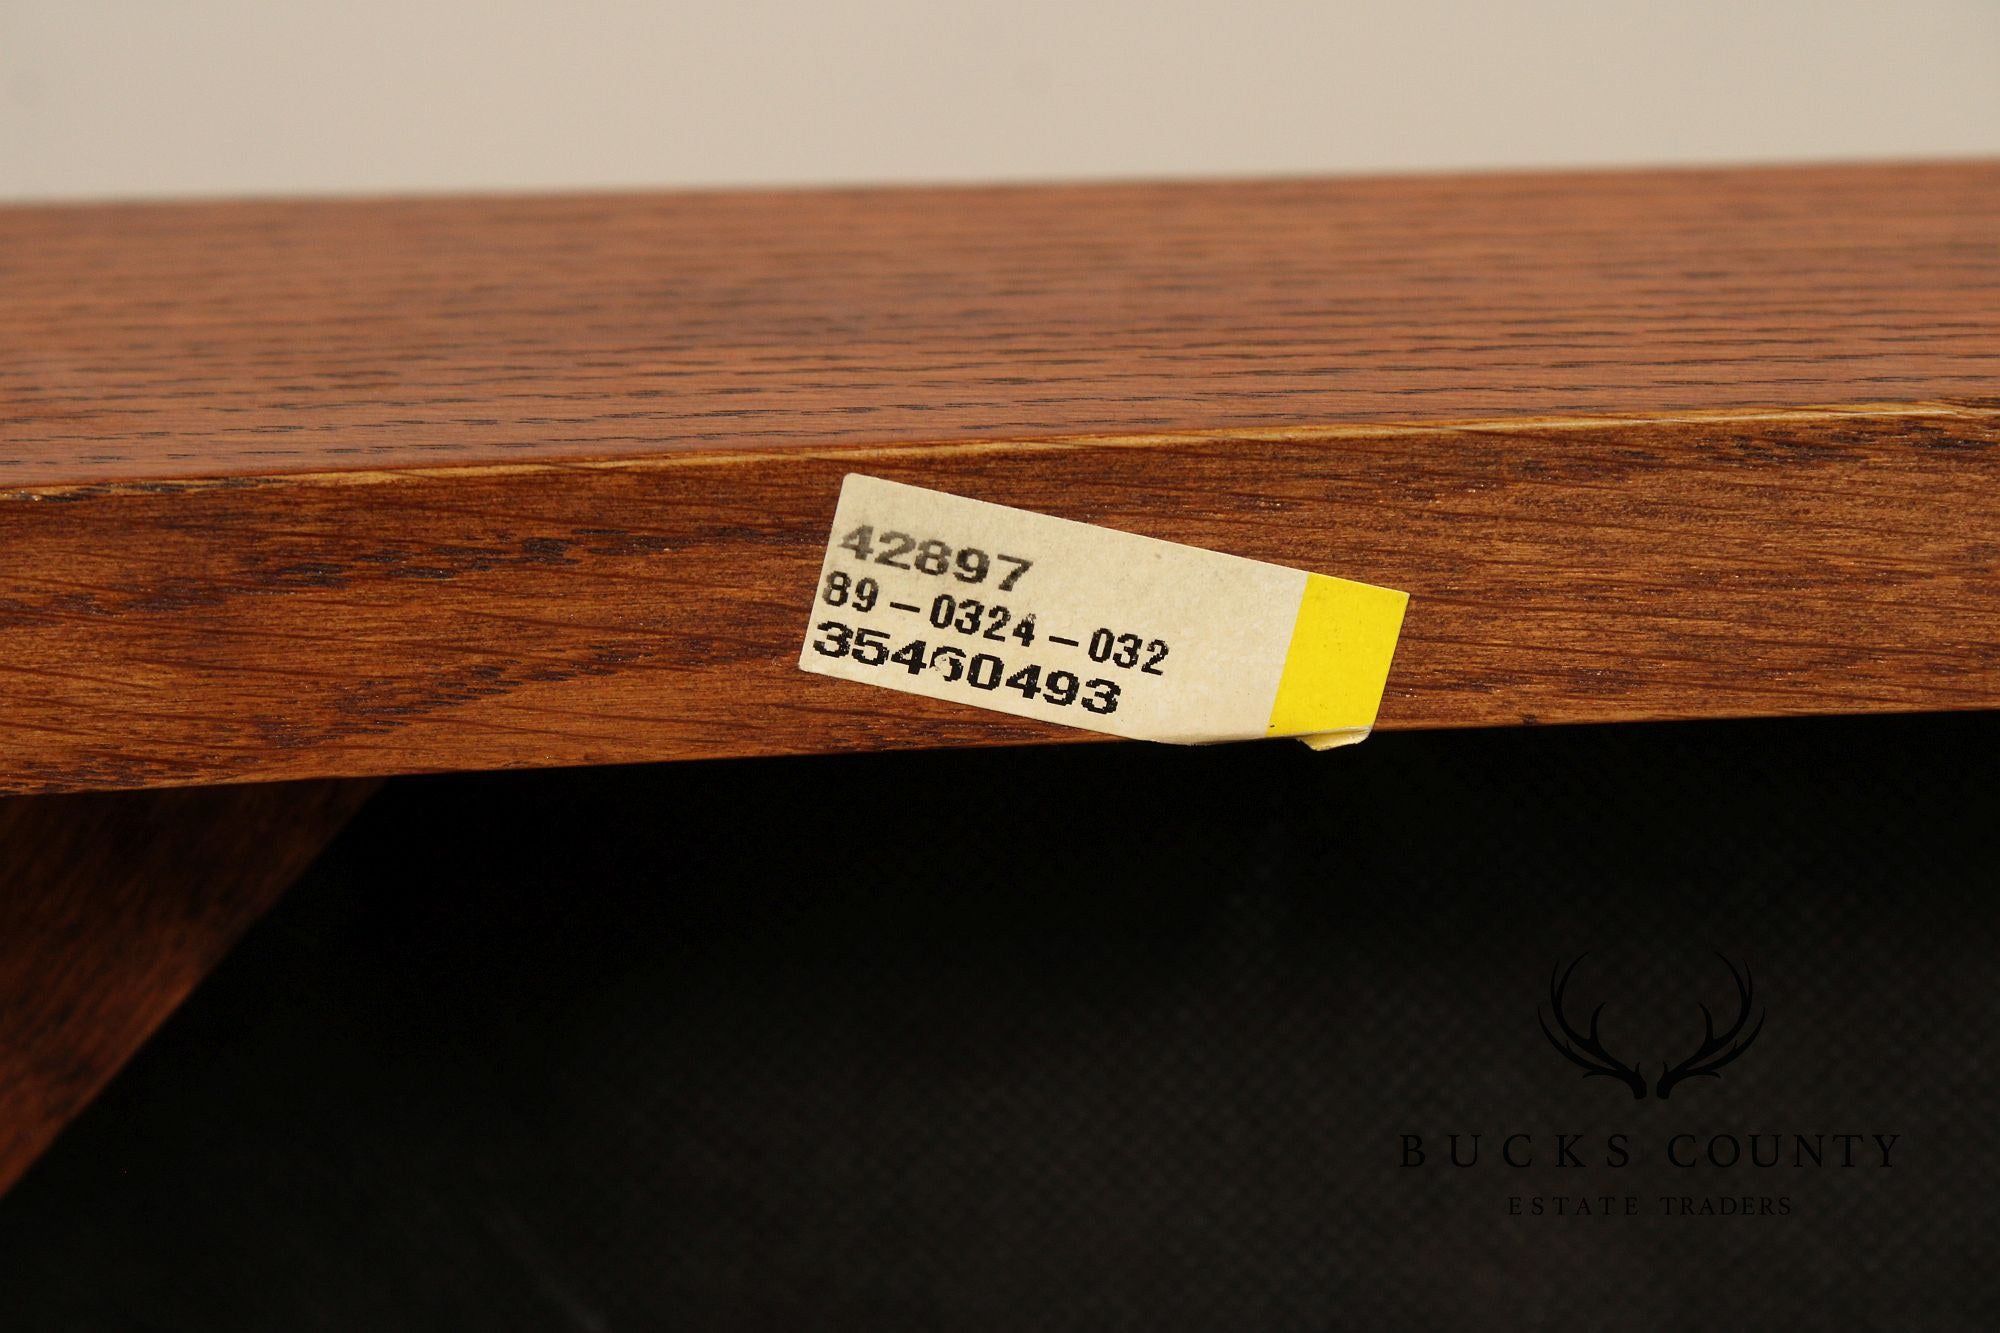 42897
89-0324-032
35460493
BUCKS COUNTY
ESTATE TRADERS